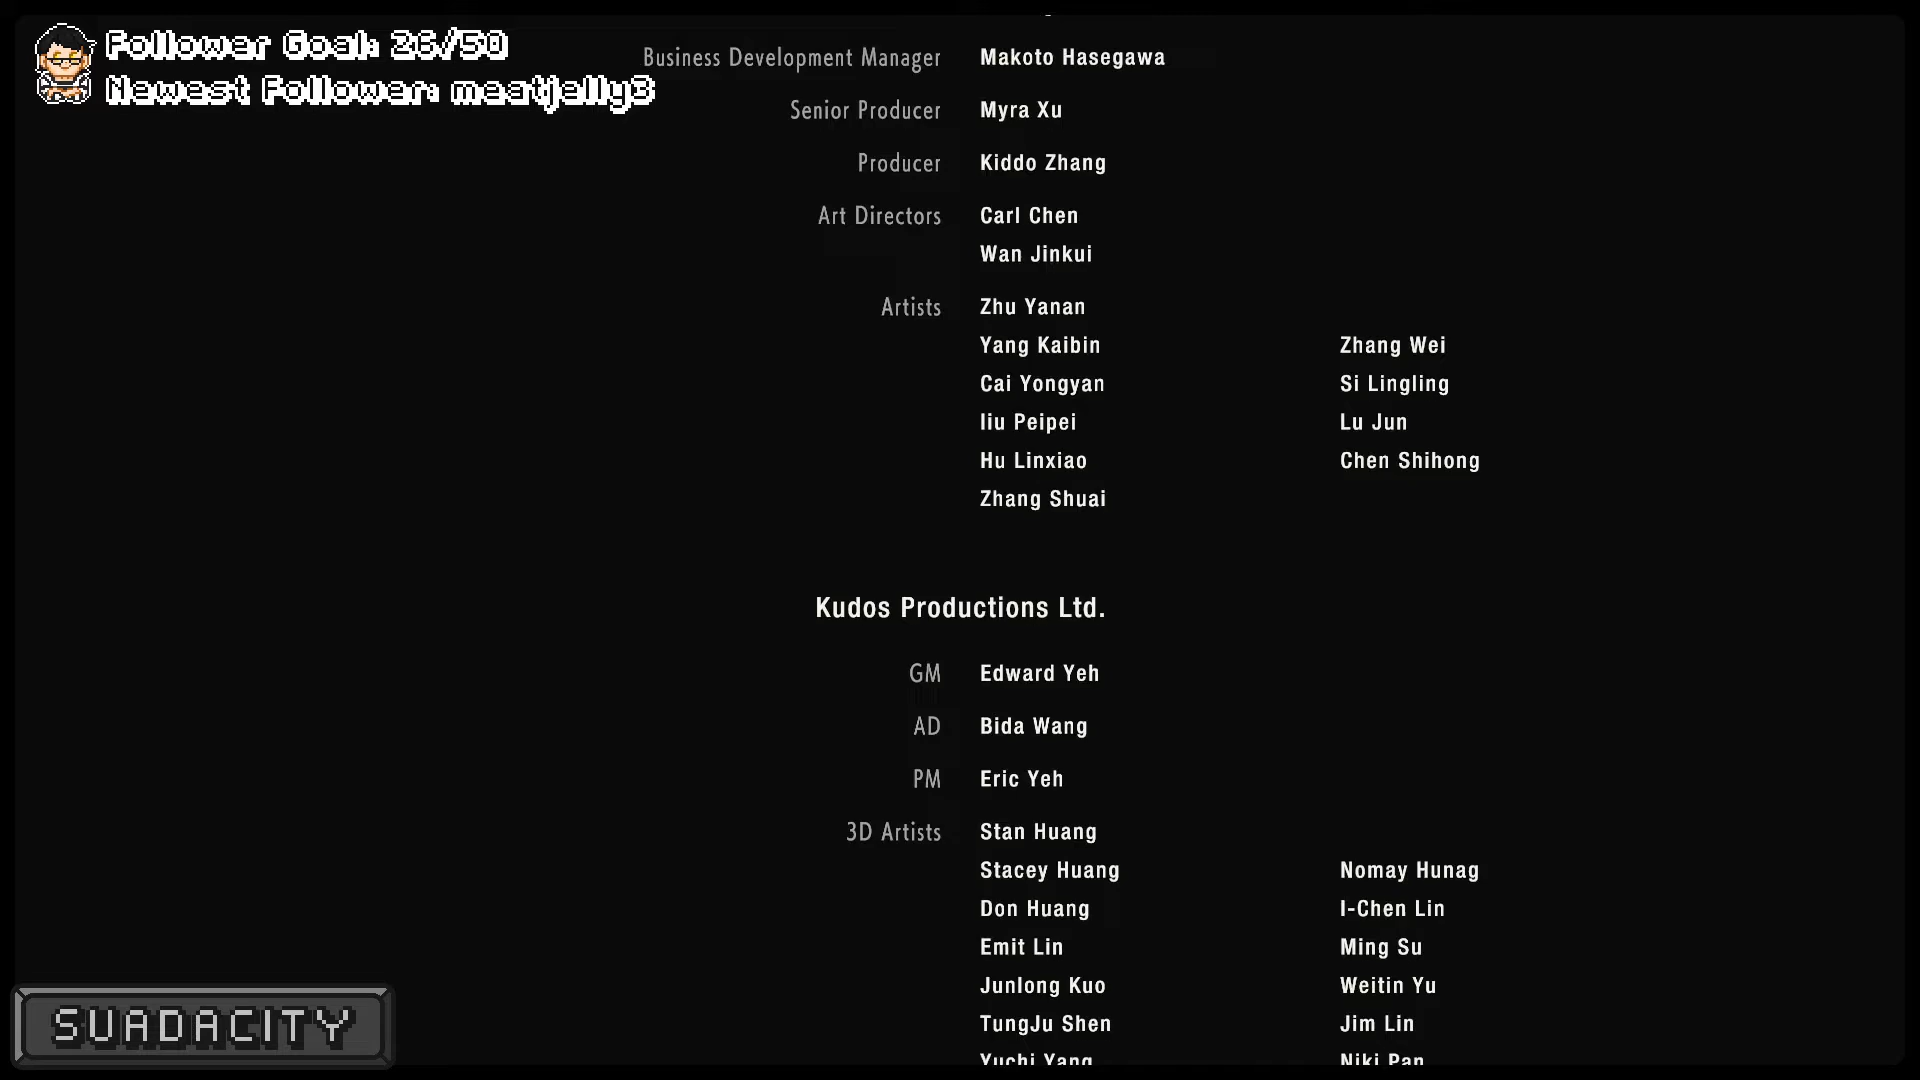 Follower Goal: 26/50
Newest Follower: meatjelly3
Business Development Manager Makoto Hasegawa
Senior Producer Myra Xu
Producer Kiddo Zhang
Art Directors Carl Chen
Wan Jinkui
Artists Zhu Yanan
Yang Kaibin Zhang Wei
Cai Yongyan Si Lingling
liu Peipei Lu Jun
Hu Linxiao Chen Shihong
Zhang Shuai
Kudos Productions Ltd.
GM Edward Yeh
AD Bida Wang
PM Eric Yeh
3D Artists Stan Huang
Stacey Huang Nomay Hunag
Don Huang I-Chen Lin
Emit Lin Ming Su
Junlong Kuo Weitin Yu
TungJu Shen Jim Lin
Yuchi Yang Niki Pan
SUADACITY